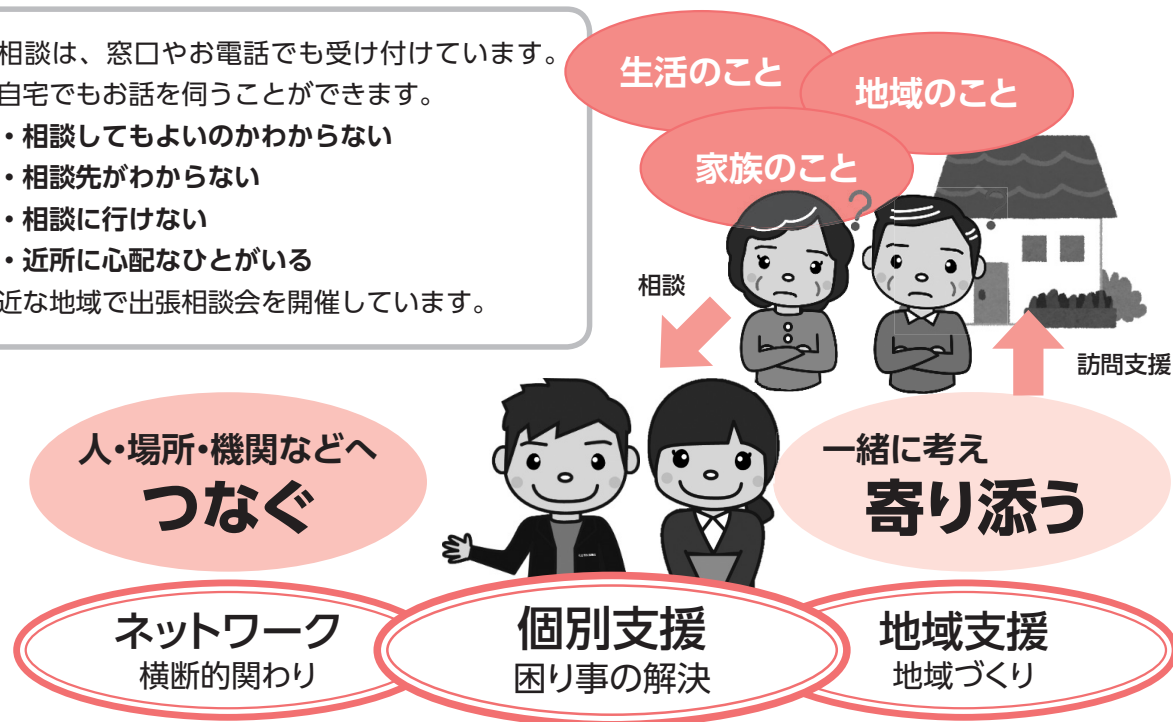 相談は、窓口やお電話でも受け付けています。
自宅でもお話を伺うことができます。
・相談してもよいのかわからない
・相談先がわからない
・相談に行けない
・近所に心配なひとがいる
近な地域で出張相談会を開催しています。
生活のこと
地域のこと
家族のこと
?
相談
訪問支援
人・場所・機関などへ
つなぐ
一緒に考え
寄り添う
ネットワーク
横断的関わり
個別支援
困り事の解決
地域支援
地域づくり